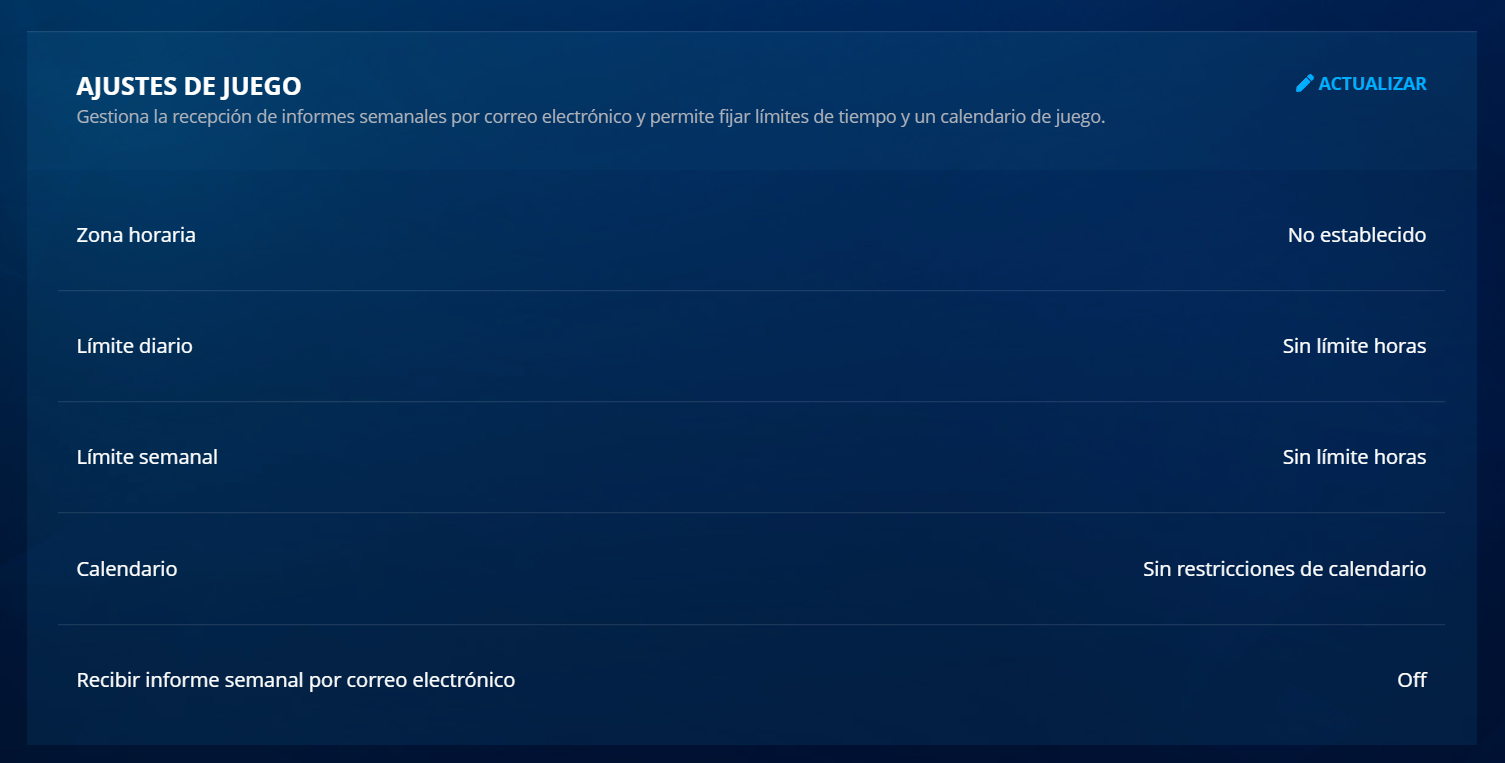 AJUSTES DE JUEGO
ACTUALIZAR
Gestiona la recepción de informes semanales por correo electrónico y permite fijar límites de tiempo y un calendario de juego.
Zona horaria
No establecido
Límite diario
Sin límite horas
Límite semanal
Sin límite horas
Calendario
Sin restricciones de calendario
Recibir informe semanal por correo electrónico
Off